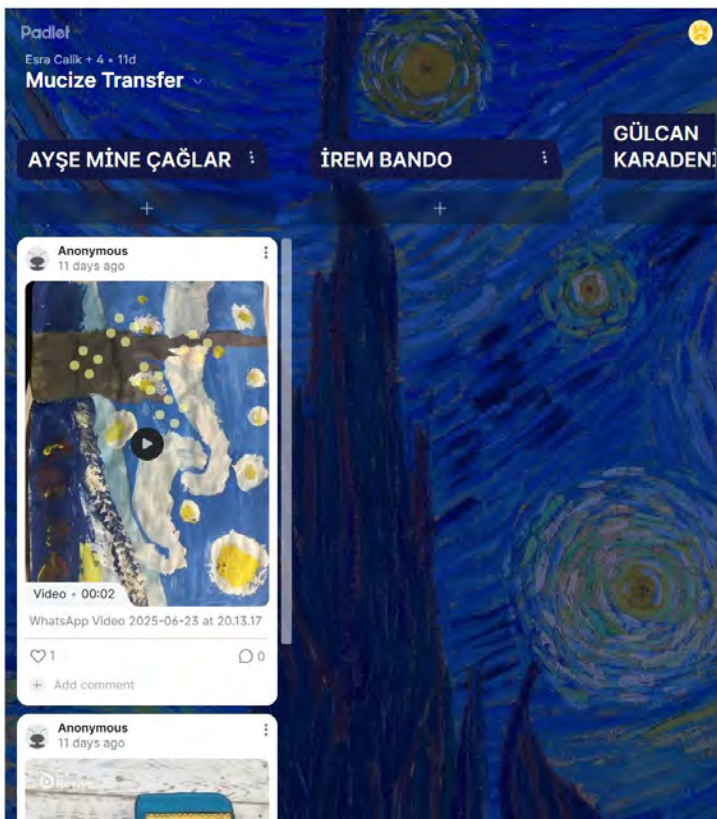 Padlet
Esra Calik + 4 • 11d
Mucize Transfer
AYŞE MİNE ÇAĞLAR
İREM BANDO
GÜLCAN
KARADENİ
+
+
Anonymous
11 days ago
Video • 00:02
WhatsApp Video 2025-06-23 at 20.13.17
1
0
+ Add comment
Anonymous
11 days ago
Revive